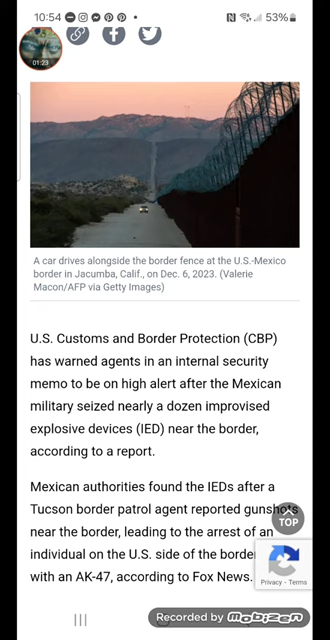 10:54
53%
01:23
A car drives alongside the border fence at the U.S.-Mexico
border in Jacumba, Calif., on Dec. 6, 2023. (Valerie
Macon/AFP via Getty Images)
U.S. Customs and Border Protection (CBP)
has warned agents in an internal security
memo to be on high alert after the Mexican
military seized nearly a dozen improvised
explosive devices (IED) near the border,
according to a report.
Mexican authorities found the IEDs after a
Tucson border patrol agent reported gunshots
near the border, leading to the arrest of an
TOP
individual on the U.S. side of the border
with an AK-47, according to Fox News.
Privacy - Terms
Recorded by mobizen